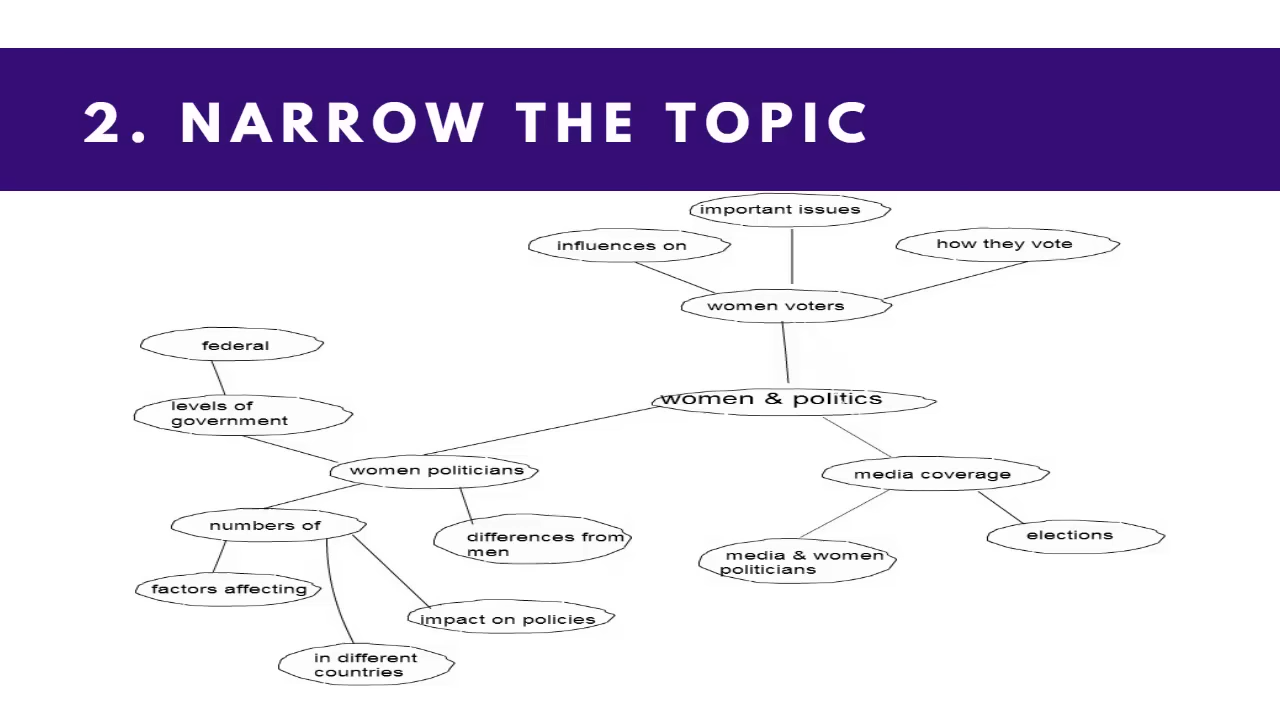 2. NARROW THE TOPIC
important issues
influences on
how they vote
women voters
federal
levels of
government
women & politics
women politicians
media coverage
numbers of
differences from
men
elections
media & women
politicians
factors affecting
impact on policies
in different
countries